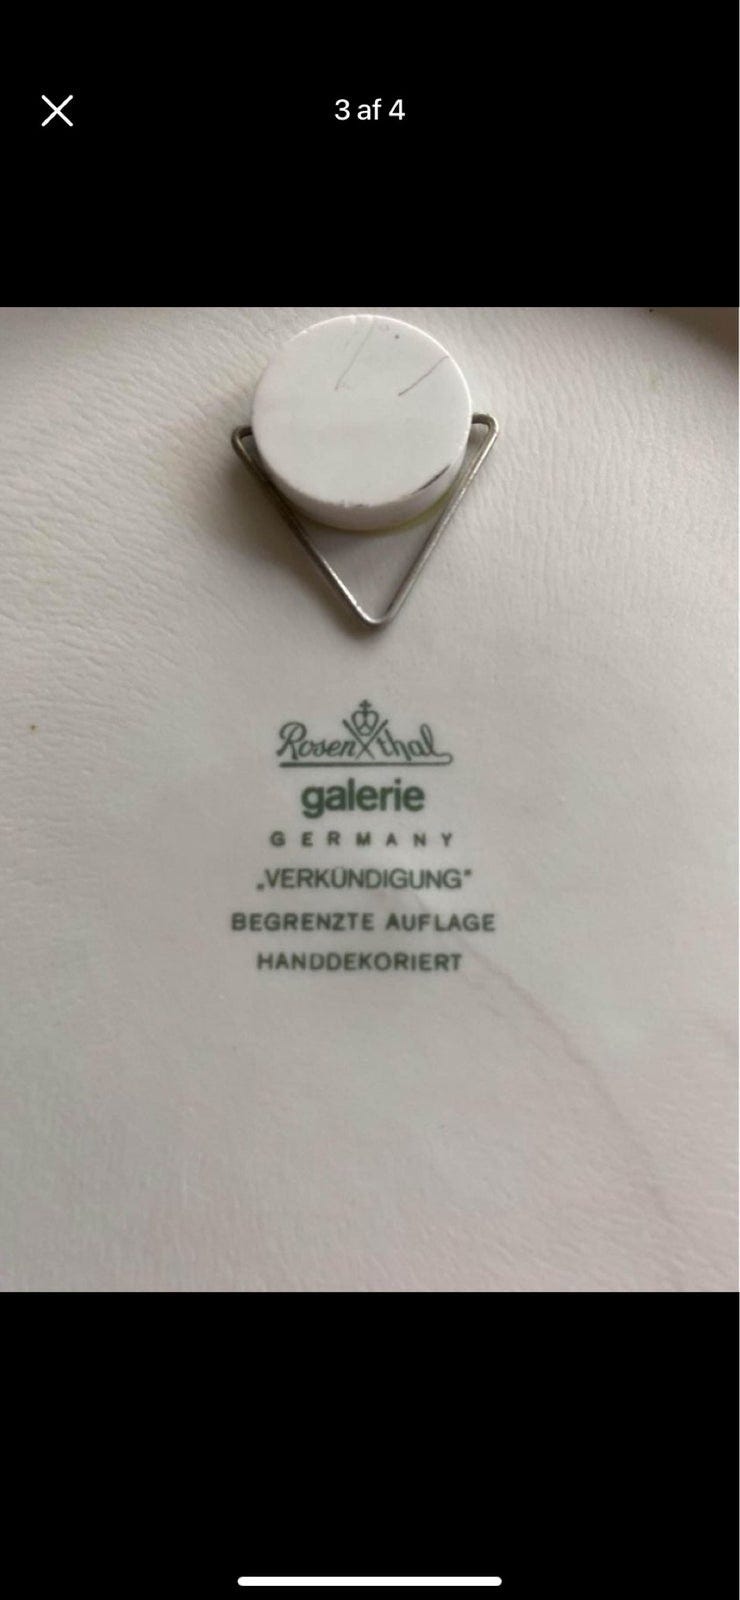 3 af 4
Rosenthal
galerie
GERMANY
„VERKÜNDIGUNG"
BEGRENZTE AUFLAGE
HANDDEKORIERT